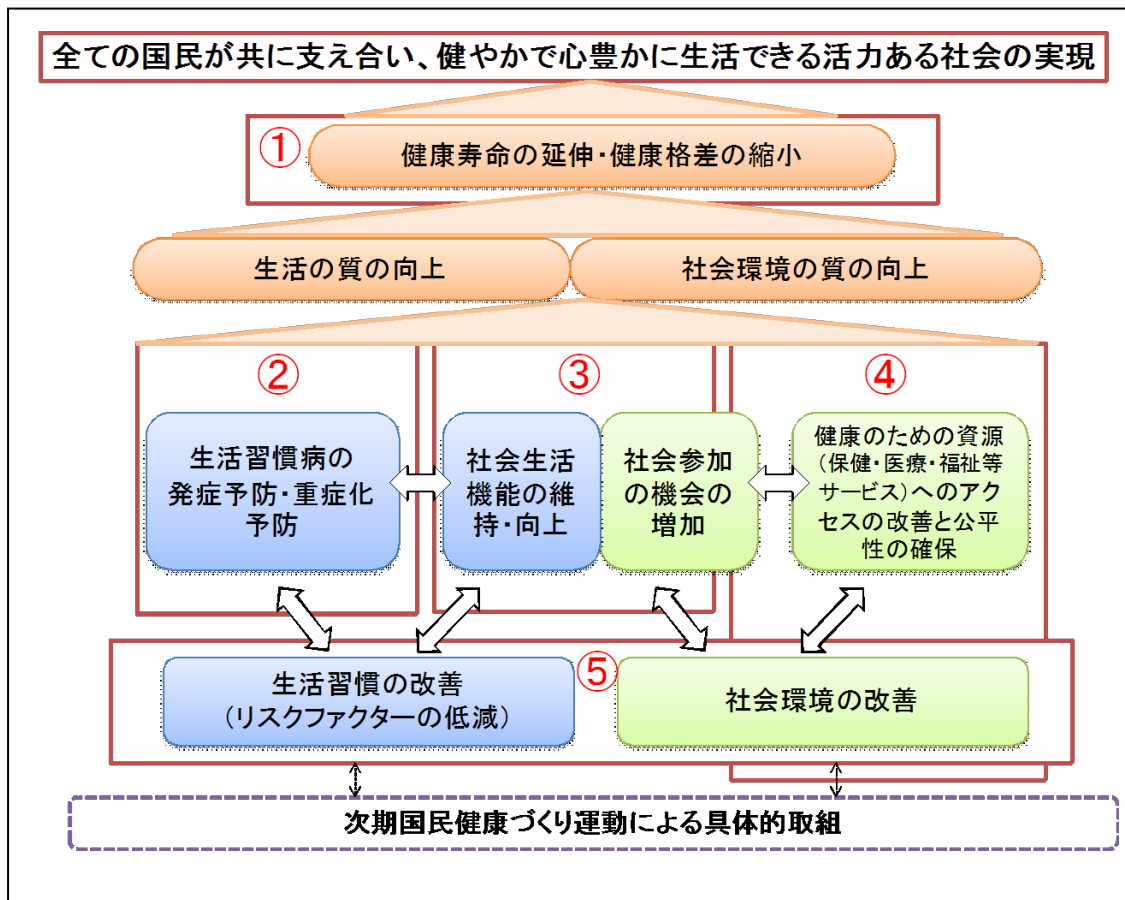 全ての国民が共に支え合い、健やかで心豊かに生活できる活力ある社会の実現
①
健康寿命の延伸・健康格差の縮小
生活の質の向上
社会環境の質の向上
②
③
④
生活習慣病の
発症予防・重症化
予防
社会生活
機能の維
持・向上
社会参加
の機会の
増加
健康のための資源
(保健・医療・福祉等
サービス)へのアク
セスの改善と公平
性の確保
生活習慣の改善
(リスクファクターの低減)
⑤
社会環境の改善
次期国民健康づくり運動による具体的取組